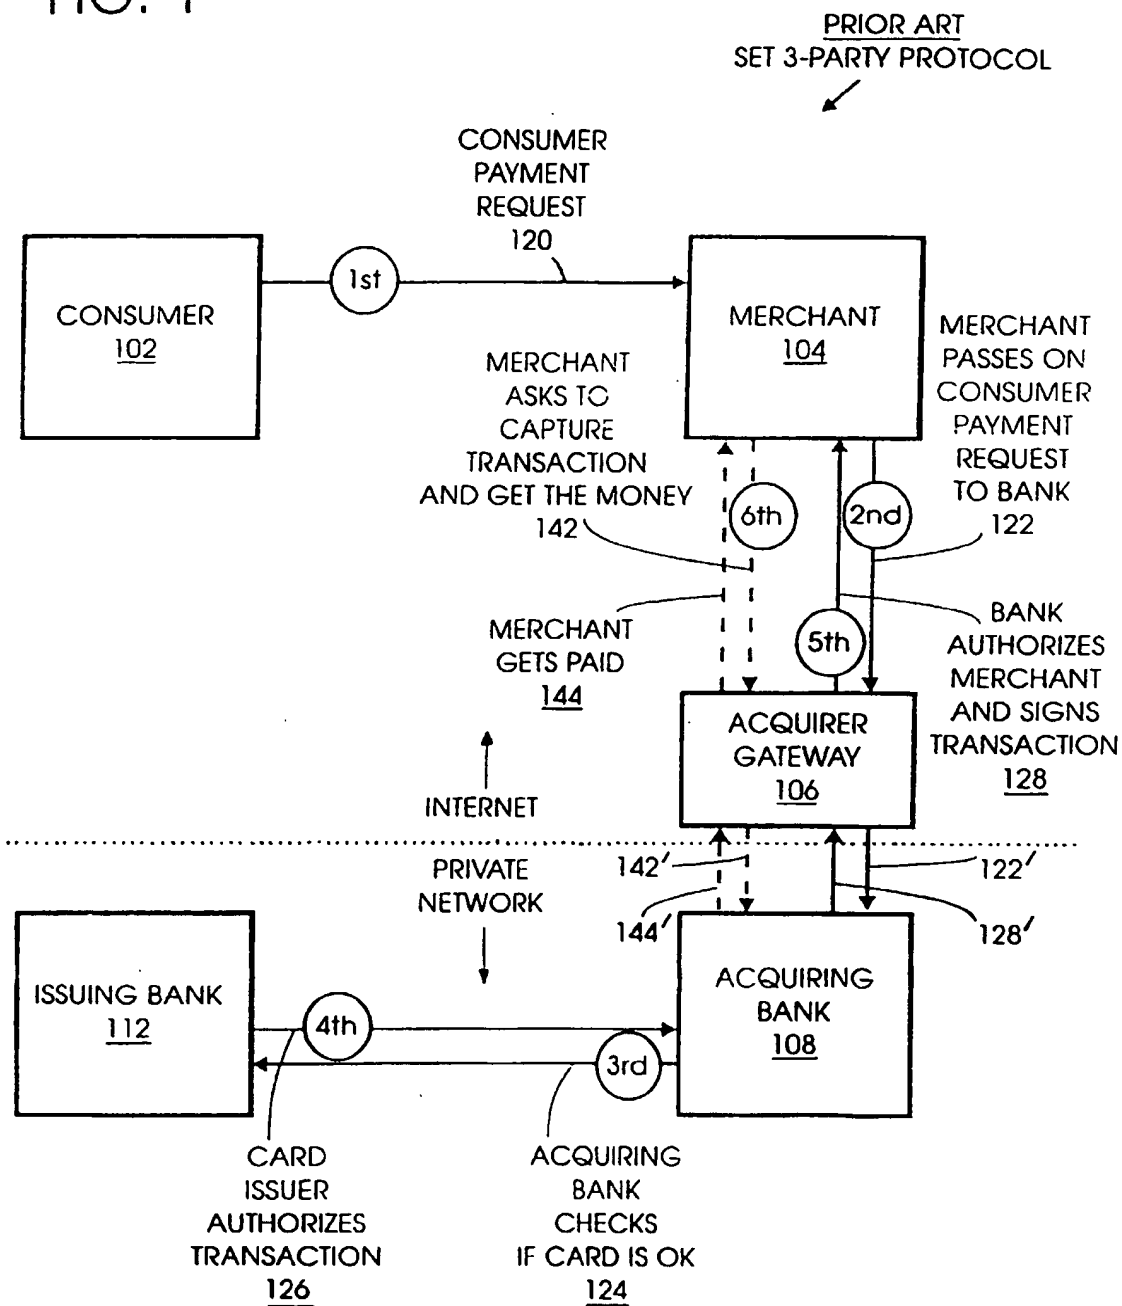 FIG. 1
PRIOR ART
SET 3-PARTY PROTOCOL
CONSUMER
PAYMENT
REQUEST
120
1st
CONSUMER
102
MERCHANT
104
MERCHANT
PASSES ON
CONSUMER
PAYMENT
REQUEST
TO BANK
122
MERCHANT
ASKS TO
CAPTURE
TRANSACTION
AND GET THE MONEY
142
6th
2nd
MERCHANT
GETS PAID
144
5th
BANK
AUTHORIZES
MERCHANT
AND SIGNS
TRANSACTION
128
ACQUIRER
GATEWAY
106
INTERNET
PRIVATE
NETWORK
142'
144'
122'
128'
ISSUING BANK
112
4th
3rd
ACQUIRING
BANK
108
CARD
ISSUER
AUTHORIZES
TRANSACTION
126
ACQUIRING
BANK
CHECKS
IF CARD IS OK
124